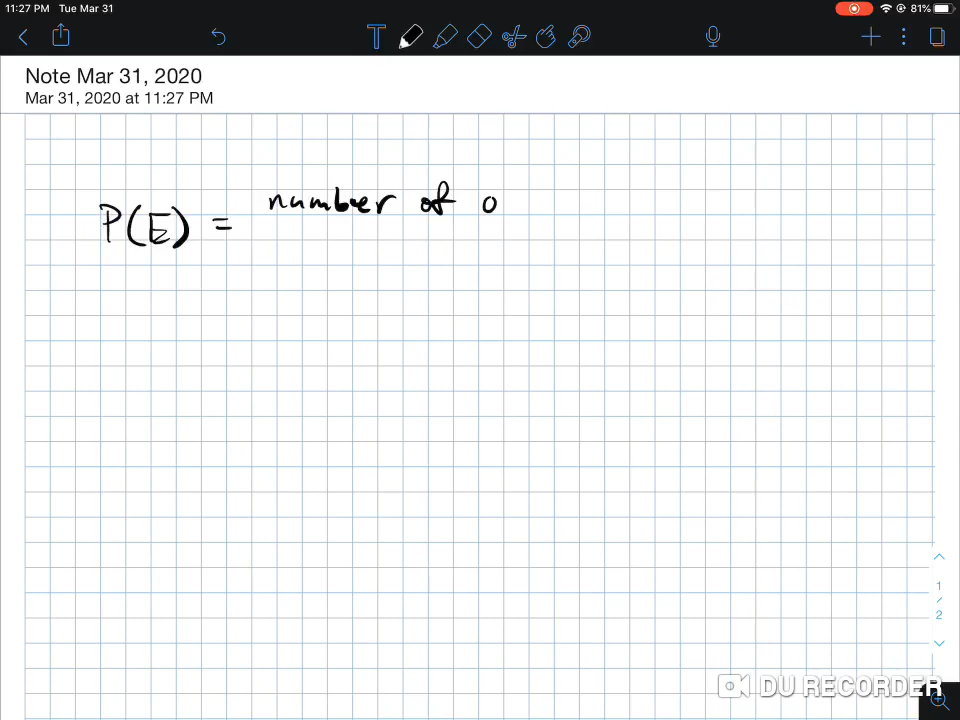 11:27 PM Tue Mar 31 81%
Note Mar 31, 2020
Mar 31, 2020 at 11:27 PM
number of o
P(E) =
1
2
DU RECORDER